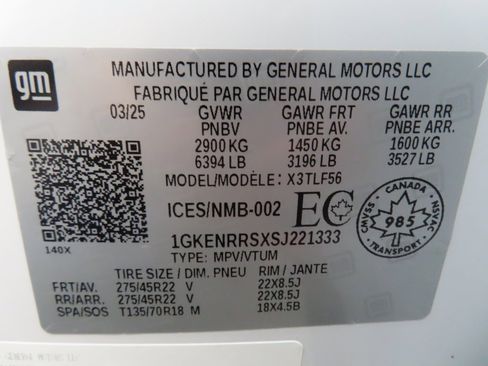 gm
MANUFACTURED BY GENERAL MOTORS LLC
FABRIQUÉ PAR GENERAL MOTORS LLC
03/25 GVWR GAWR FRT GAWR RR
PNBV PNBE AV. PNBE ARR.
2900 KG 1450 KG 1600 KG
6394 LB 3196 LB 3527 LB
MODEL/MODÈLE: X3TLF56
ICES/NMB-002 EC
CANADA
CMVSS NSVAC
985
TRANSPORT
1GKENRRSXSJ221333
140X
TYPE: MPV/VTUM
TIRE SIZE / DIM. PNEU RIM / JANTE
FRT/AV. 275/45R22 V 22X8.5J
RR/ARR. 275/45R22 V 22X8.5J
SPA/SOS T135/70R18 M 18X4.5B